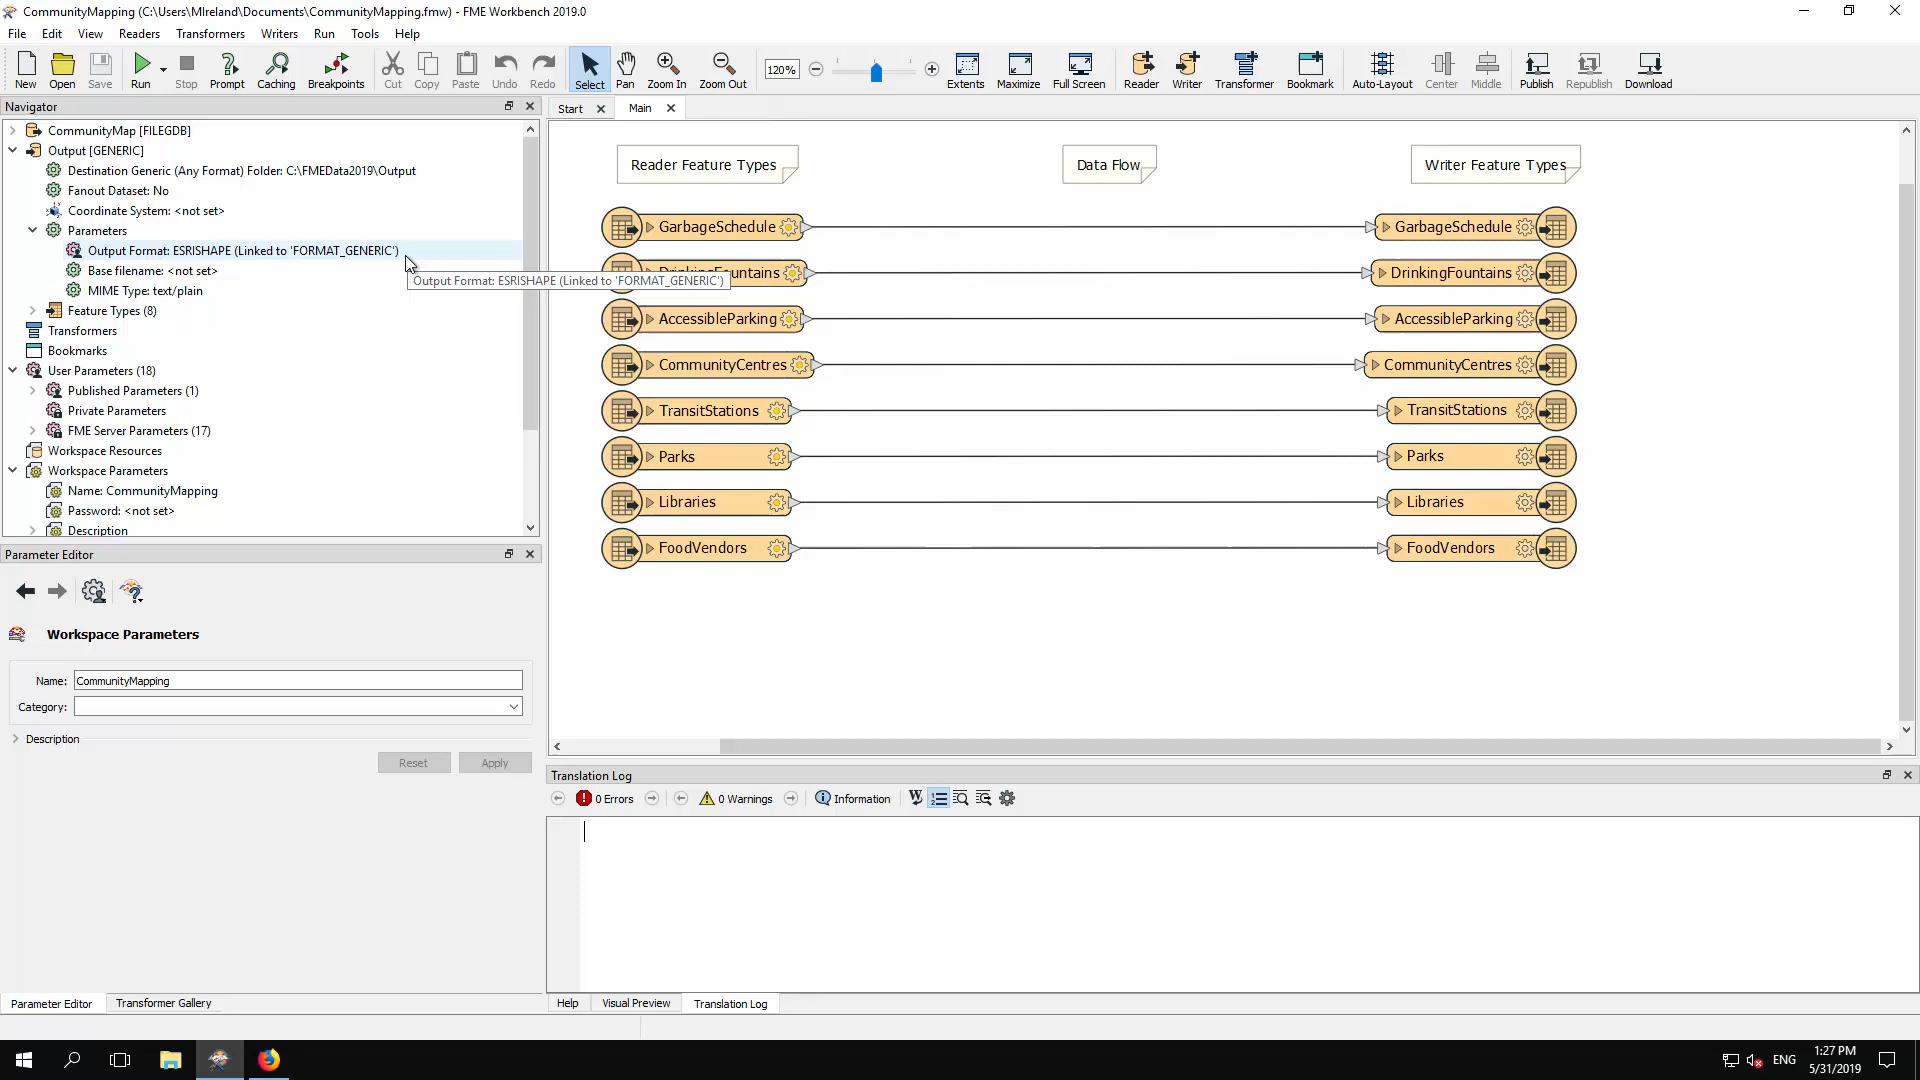 CommunityMapping (C:\Users\MIreland\Documents\CommunityMapping.fmw) - FME Workbench 2019.0
File Edit View Readers Transformers Writers Run Tools Help
New Open Save Run Stop Prompt Caching Breakpoints Cut Copy Paste Undo Redo Select Pan Zoom In Zoom Out 120% Extents Maximize Full Screen Reader Writer Transformer Bookmark Auto-Layout Center Middle Publish Republish Download
Navigator
Start Main
CommunityMap [FILEGDB]
Output [GENERIC]
Destination Generic (Any Format) Folder: C:\FMEData2019\Output
Fanout Dataset: No
Coordinate System: <not set>
Parameters
Output Format: ESRISHAPE (Linked to 'FORMAT_GENERIC')
Base filename: <not set>
MIME Type: text/plain
Feature Types (8)
Transformers
Bookmarks
User Parameters (18)
Published Parameters (1)
Private Parameters
FME Server Parameters (17)
Workspace Resources
Workspace Parameters
Name: CommunityMapping
Password: <not set>
Description
Output Format: ESRISHAPE (Linked to 'FORMAT_GENERIC')
Reader Feature Types Data Flow Writer Feature Types
GarbageSchedule GarbageSchedule
DrinkingFountains DrinkingFountains
AccessibleParking AccessibleParking
CommunityCentres CommunityCentres
TransitStations TransitStations
Parks Parks
Libraries Libraries
FoodVendors FoodVendors
Parameter Editor
Workspace Parameters
Name: CommunityMapping
Category:
Description
Reset Apply
Parameter Editor Transformer Gallery
Translation Log
0 Errors 0 Warnings Information
Help Visual Preview Translation Log
ENG
1:27 PM
5/31/2019